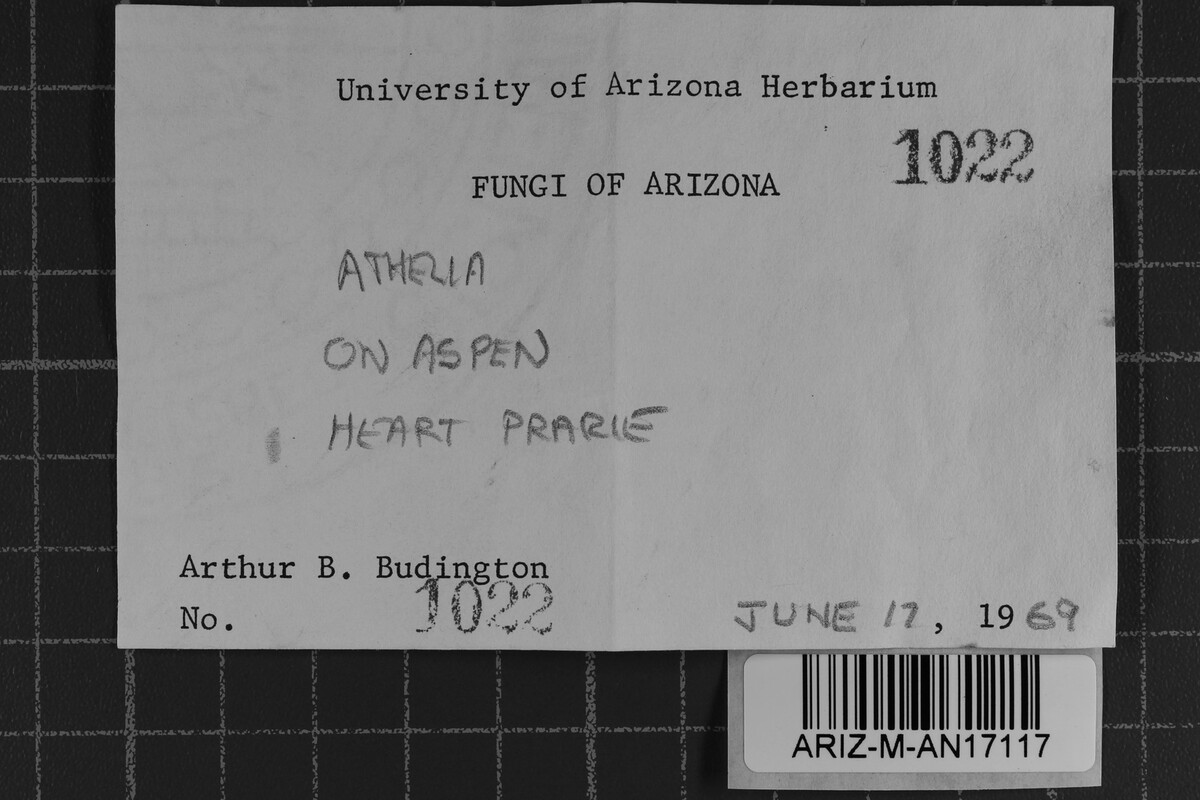 University of Arizona Herbarium
1022
FUNGI OF ARIZONA
ATHELIA
ON ASPEN
HEART PRARIE
Arthur B. Budington
No. 1022
JUNE 17, 1969
ARIZ-M-AN17117